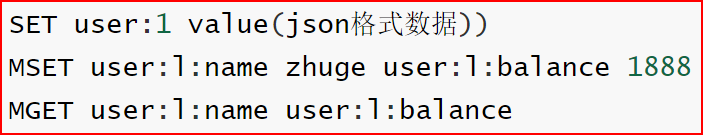 SET user:1 value(json格式数据))
MSET user:l:name zhuge user:l:balance 1888
MGET user:l:name user:l:balance